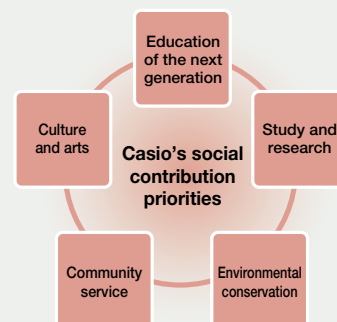 Education
of the next
generation
Culture
and arts
Casio's social
contribution
priorities
Study and
research
Community
service
Environmental
conservation